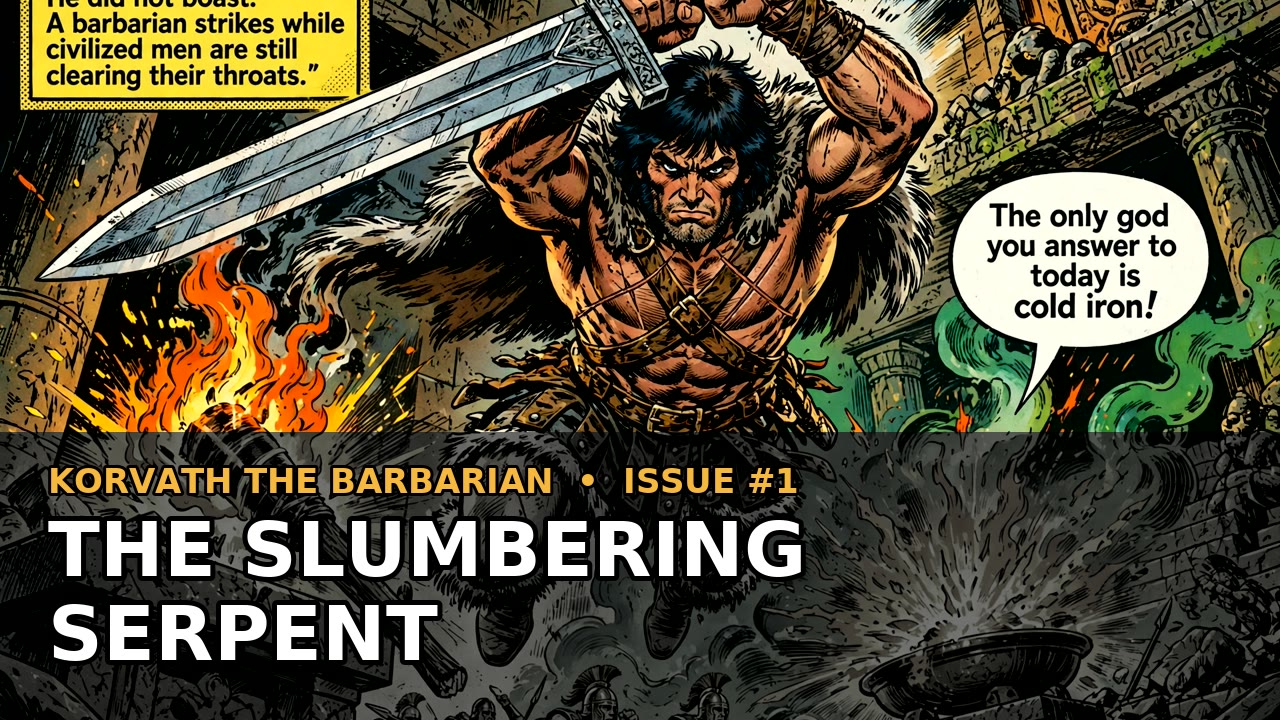 He did not boast.
A barbarian strikes while
civilized men are still
clearing their throats.”
The only god
you answer to
today is
cold iron!
KORVATH THE BARBARIAN • ISSUE #1
THE SLUMBERING
SERPENT